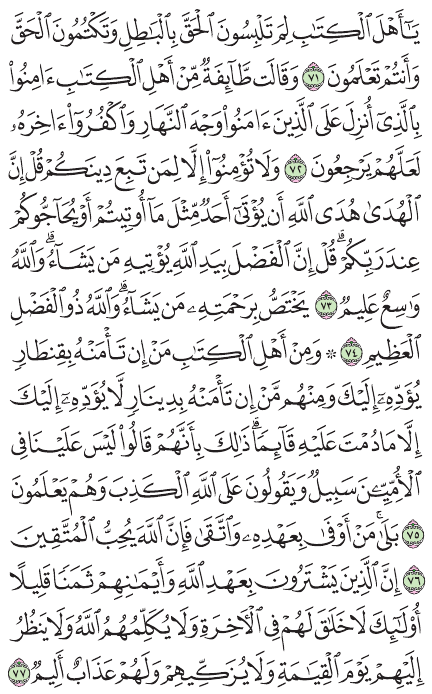 يَٰٓأَهْلَ ٱلْكِتَٰبِ لِمَ تَلْبِسُونَ ٱلْحَقَّ بِٱلْبَٰطِلِ وَتَكْتُمُونَ ٱلْحَقَّ
وَأَنتُمْ تَعْلَمُونَ ٧١ وَقَالَت طَّآئِفَةٌ مِّنْ أَهْلِ ٱلْكِتَٰبِ ءَامِنُوا۟
بِٱلَّذِىٓ أُنزِلَ عَلَى ٱلَّذِينَ ءَامَنُوا۟ وَجْهَ ٱلنَّهَارِ وَٱكْفُرُوٓا۟ ءَاخِرَهُۥ
لَعَلَّهُمْ يَرْجِعُونَ ٧٢ وَلَا تُؤْمِنُوٓا۟ إِلَّا لِمَن تَبِعَ دِينَكُمْ قُلْ إِنَّ
ٱلْهُدَىٰ هُدَى ٱللَّهِ أَن يُؤْتَىٰٓ أَحَدٌ مِّثْلَ مَآ أُوتِيتُمْ أَوْ يُحَآجُّوكُمْ
عِندَ رَبِّكُمْ ۗ قُلْ إِنَّ ٱلْفَضْلَ بِيَدِ ٱللَّهِ يُؤْتِيهِ مَن يَشَآءُ ۗ وَٱللَّهُ
وَٰسِعٌ عَلِيمٌ ٧٣ يَخْتَصُّ بِرَحْمَتِهِۦ مَن يَشَآءُ ۗ وَٱللَّهُ ذُو ٱلْفَضْلِ
ٱلْعَظِيمِ ٧٤ ۞ وَمِنْ أَهْلِ ٱلْكِتَٰبِ مَنْ إِن تَأْمَنْهُ بِقِنطَارٍ
يُؤَدِّهِۦٓ إِلَيْكَ وَمِنْهُم مَّنْ إِن تَأْمَنْهُ بِدِينَارٍ لَّا يُؤَدِّهِۦٓ إِلَيْكَ
إِلَّا مَا دُمْتَ عَلَيْهِ قَآئِمًا ۗ ذَٰلِكَ بِأَنَّهُمْ قَالُوا۟ لَيْسَ عَلَيْنَا فِى
ٱلْأُمِّيِّـۧنَ سَبِيلٌ وَيَقُولُونَ عَلَى ٱللَّهِ ٱلْكَذِبَ وَهُمْ يَعْلَمُونَ
٧٥ بَلَىٰ مَنْ أَوْفَىٰ بِعَهْدِهِۦ وَٱتَّقَىٰ فَإِنَّ ٱللَّهَ يُحِبُّ ٱلْمُتَّقِينَ
٧٦ إِنَّ ٱلَّذِينَ يَشْتَرُونَ بِعَهْدِ ٱللَّهِ وَأَيْمَٰنِهِمْ ثَمَنًا قَلِيلًا
أُو۟لَٰٓئِكَ لَا خَلَٰقَ لَهُمْ فِى ٱلْءَاخِرَةِ وَلَا يُكَلِّمُهُمُ ٱللَّهُ وَلَا يَنظُرُ
إِلَيْهِمْ يَوْمَ ٱلْقِيَٰمَةِ وَلَا يُزَكِّيهِمْ وَلَهُمْ عَذَابٌ أَلِيمٌ ٧٧